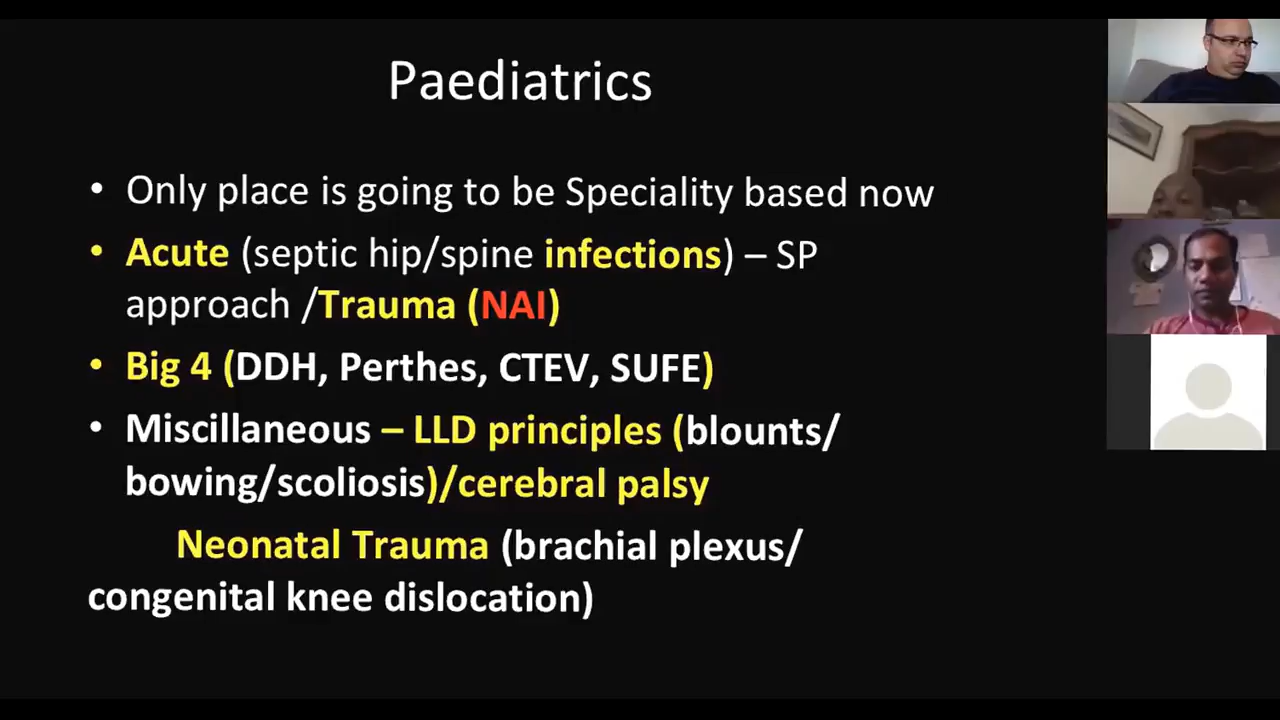 Paediatrics
• Only place is going to be Speciality based now
• Acute (septic hip/spine infections) – SP
approach /Trauma (NAI)
• Big 4 (DDH, Perthes, CTEV, SUFE)
• Miscillaneous – LLD principles (blounts/
bowing/scoliosis)/cerebral palsy
Neonatal Trauma (brachial plexus/
congenital knee dislocation)